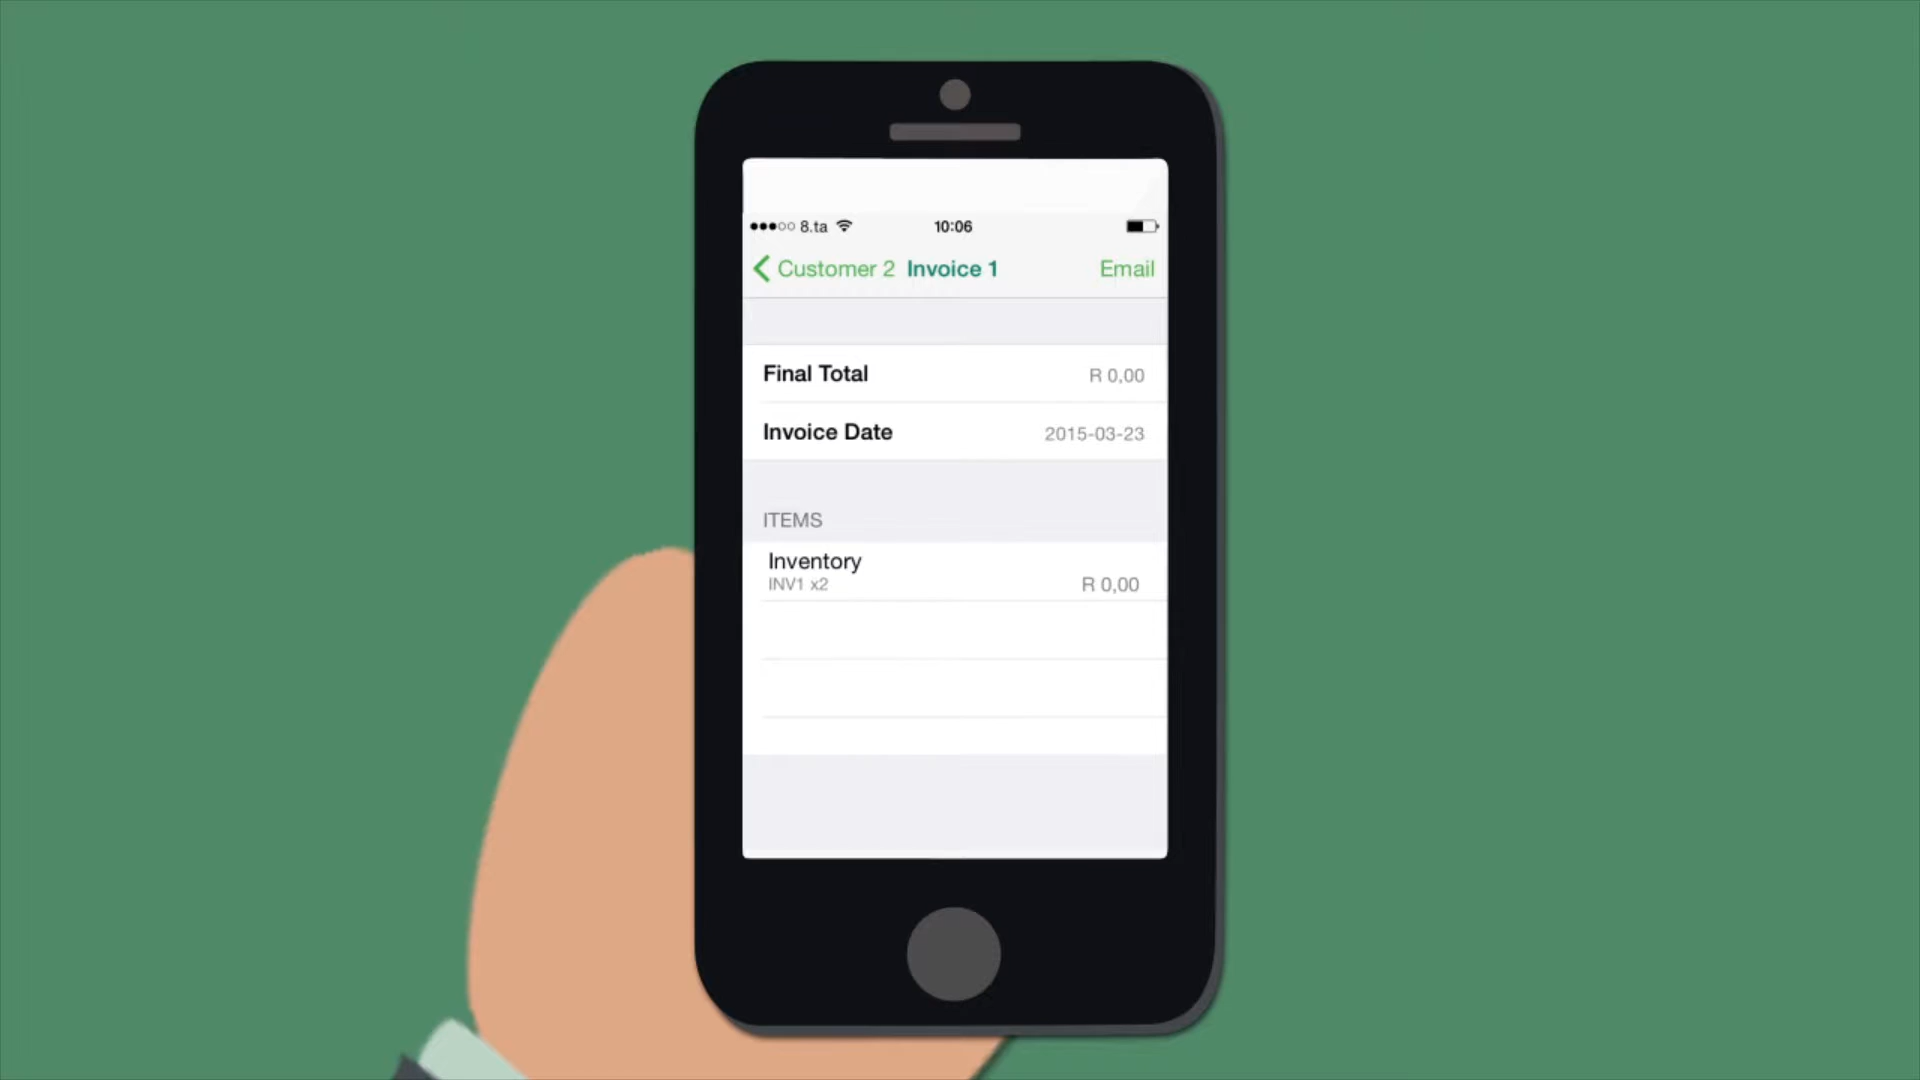 8.ta 10:06
Customer 2 Invoice 1 Email
Final Total R 0,00
Invoice Date 2015-03-23
ITEMS
Inventory
INV1 x2 R 0,00